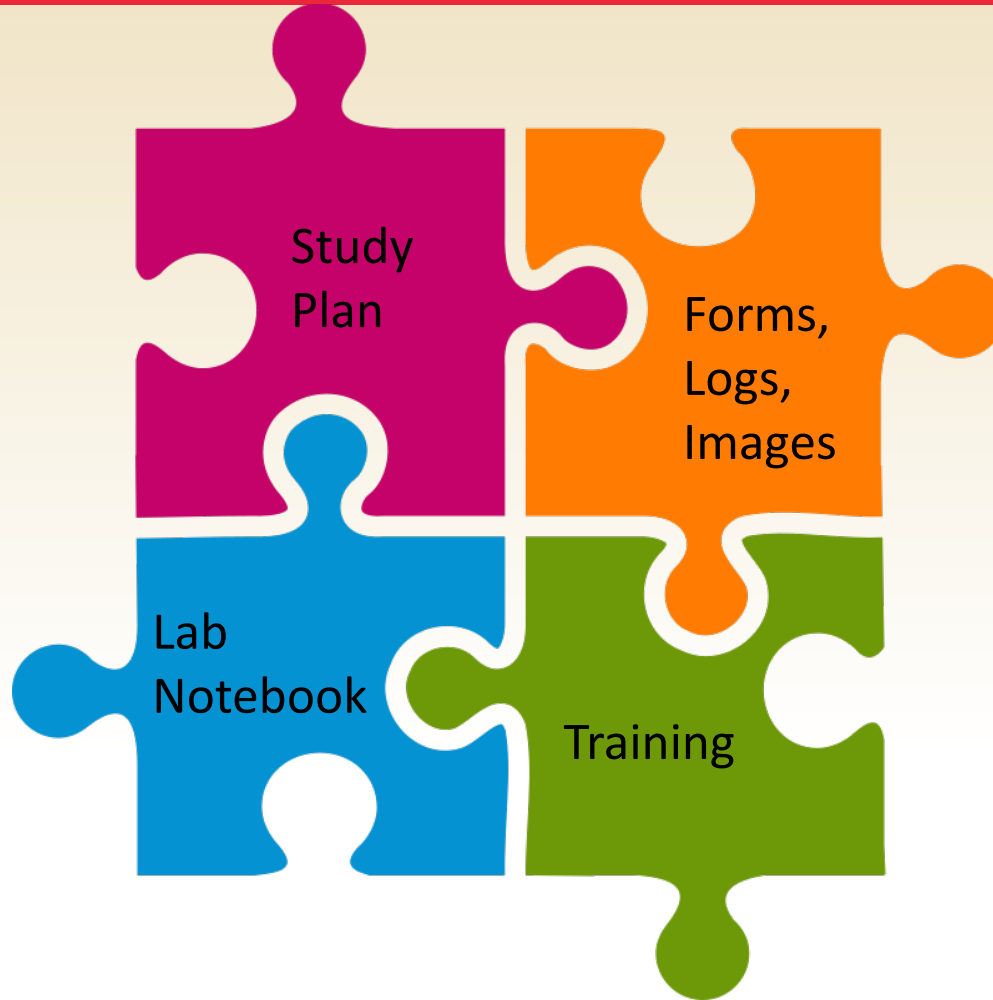 Study
Plan
Forms,
Logs,
Images
Lab
Notebook
Training